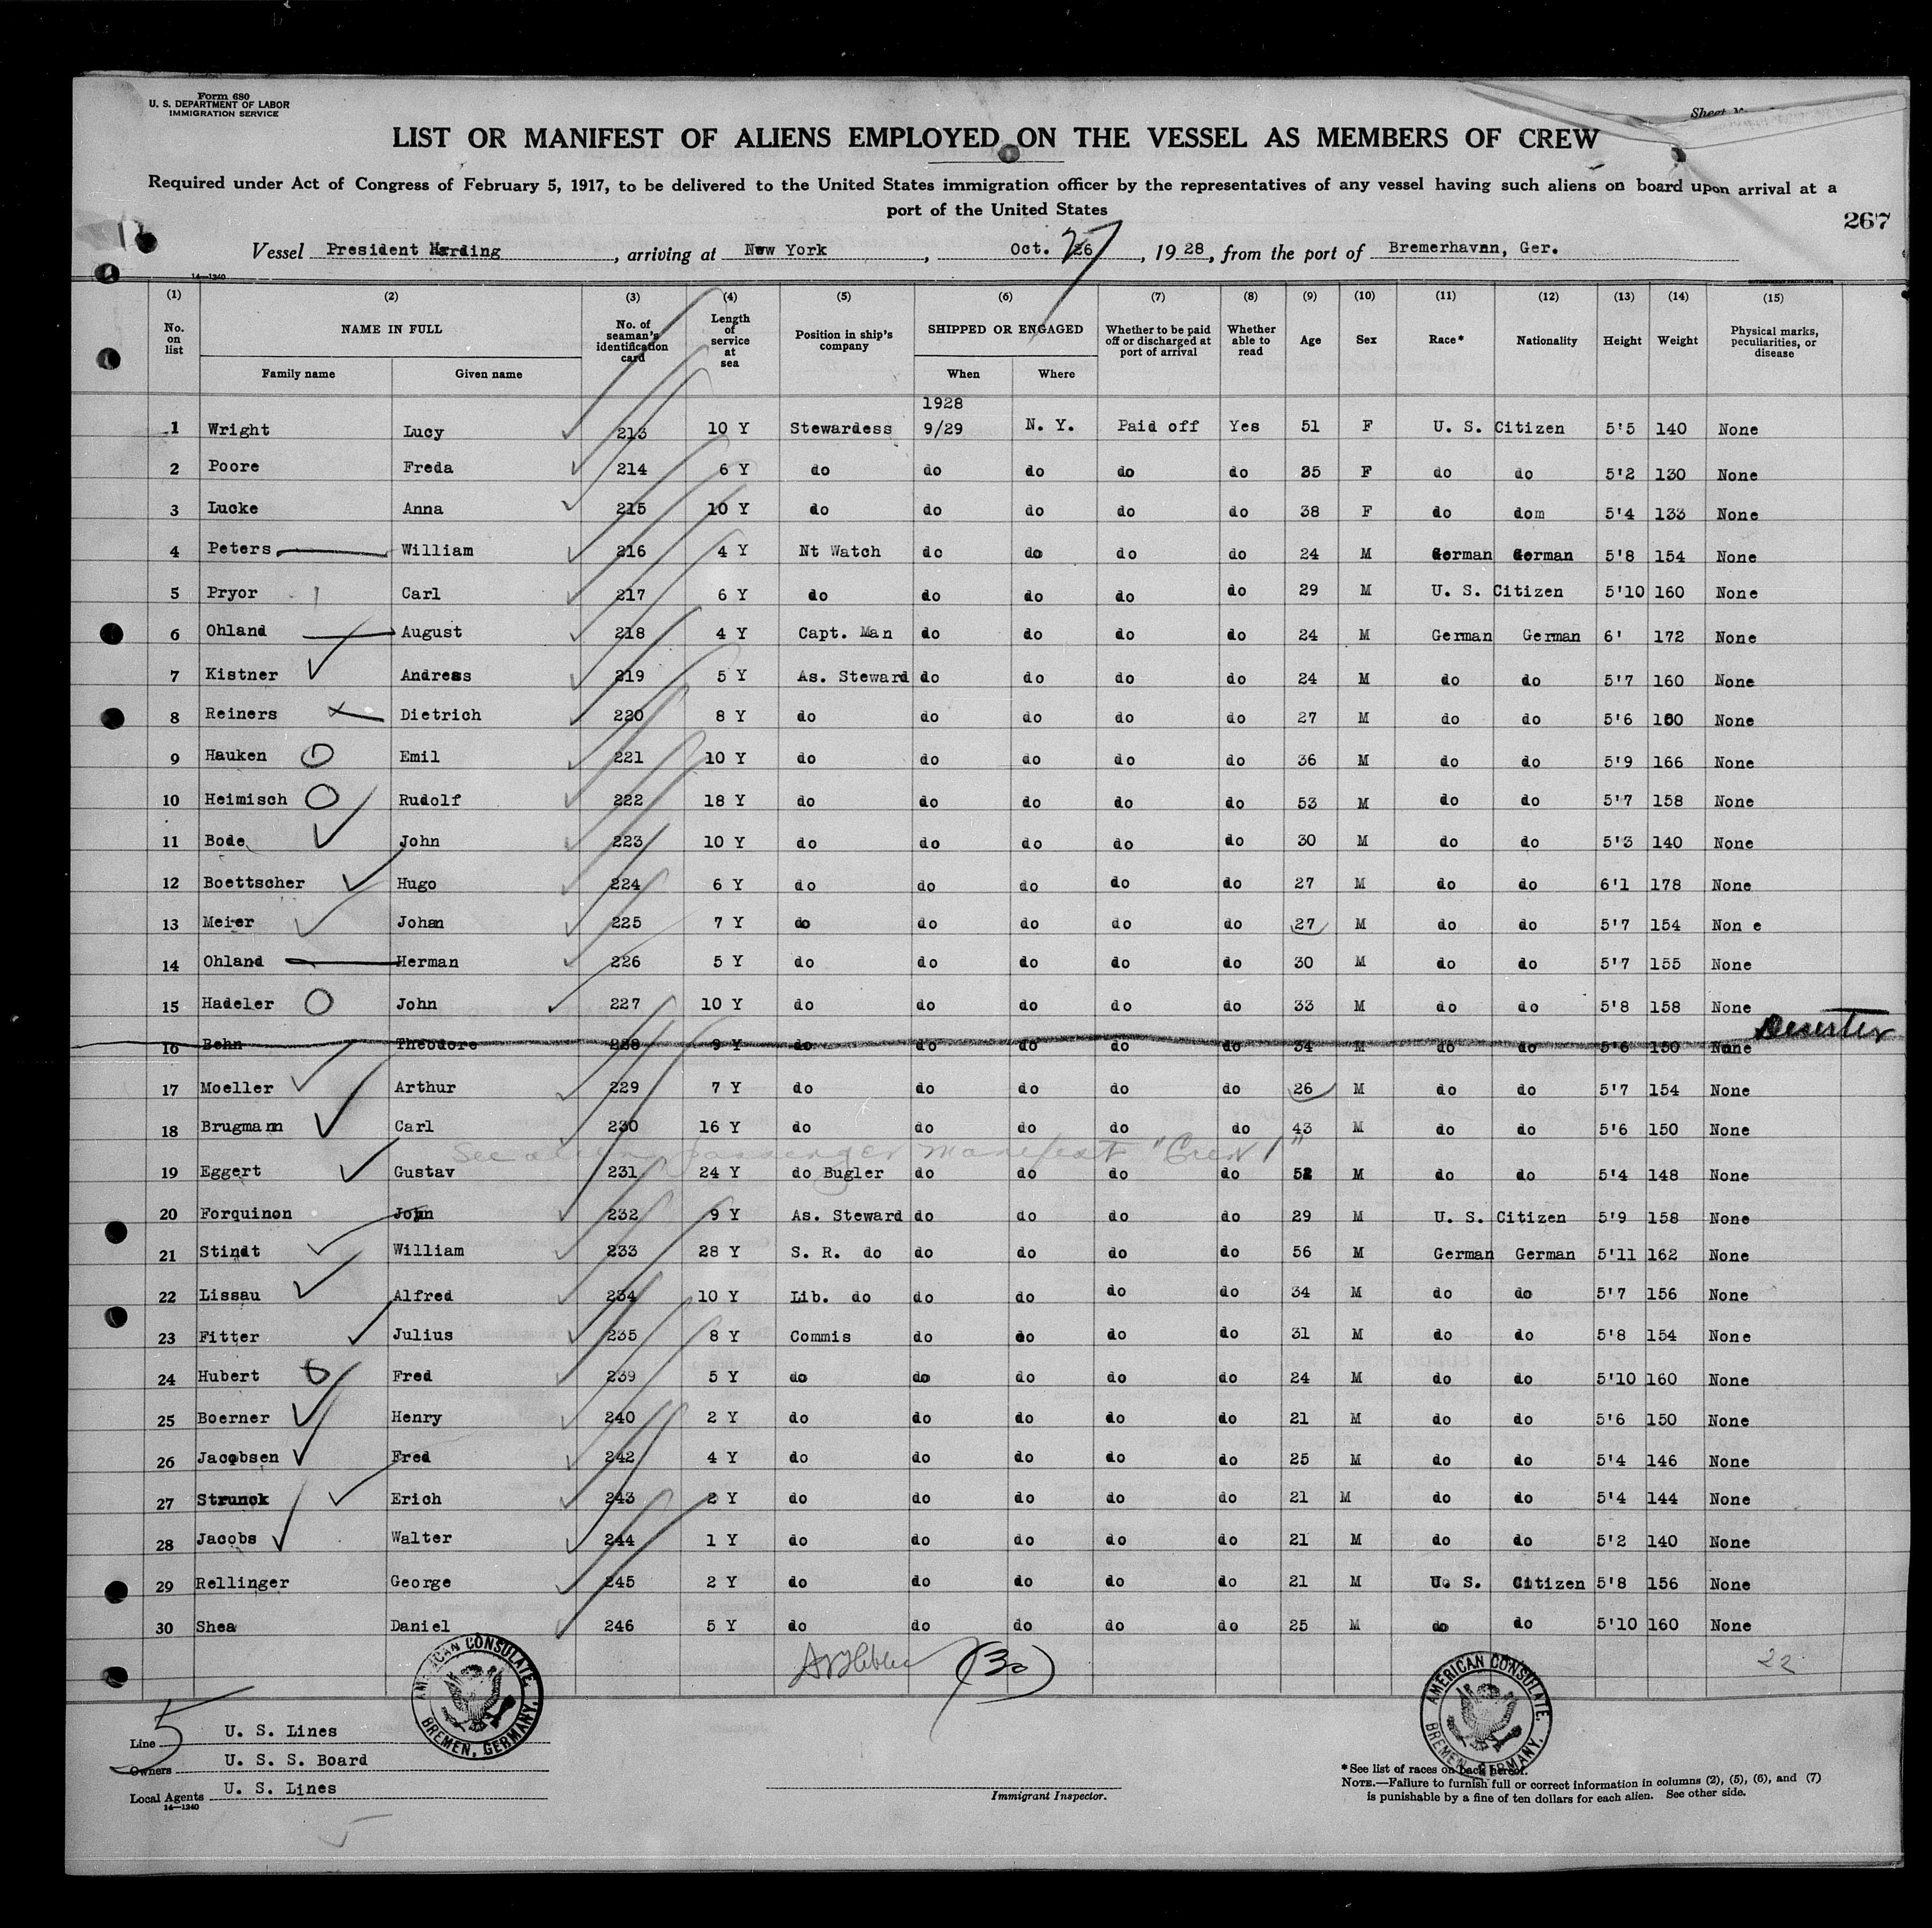 Form 680
U. S. DEPARTMENT OF LABOR
IMMIGRATION SERVICE
Sheet
LIST OR MANIFEST OF ALIENS EMPLOYED ON THE VESSEL AS MEMBERS OF CREW
Required under Act of Congress of February 5, 1917, to be delivered to the United States immigration officer by the representatives of any vessel having such aliens on board upon arrival at a
port of the United States
267
Vessel President Harding, arriving at New York, Oct. 27, 1928, from the port of Bremerhaven, Ger.
14—1240
(1) (2) (3) (4) (5) (6) (7) (8) (9) (10) (11) (12) (13) (14) (15)
No. on list NAME IN FULL No. of seaman's identification card Length of service at sea Position in ship's company SHIPPED OR ENGAGED Whether to be paid off or discharged at port of arrival Whether able to read Age Sex Race* Nationality Height Weight Physical marks, peculiarities, or disease
Family name Given name When Where
1928
1 Wright Lucy 213 10 Y Stewardess 9/29 N. Y. Paid off Yes 51 F U. S. Citizen 5'5 140 None
2 Poore Freda 214 6 Y do do do do do 35 F do do 5'2 130 None
3 Lucke Anna 215 10 Y do do do do do 38 F do dom 5'4 133 None
4 Peters William 216 4 Y Nt Watch do do do do 24 M German German 5'8 154 None
5 Pryor Carl 217 6 Y do do do do do 29 M U. S. Citizen 5'10 160 None
6 Ohland August 218 4 Y Capt. Man do do do do 24 M German German 6' 172 None
7 Kistner Andreas 219 5 Y As. Steward do do do do 24 M do do 5'7 160 None
8 Reiners Dietrich 220 8 Y do do do do do 27 M do do 5'6 None
9 Hauken Emil 221 10 Y do do do do do 36 M do do 5'9 166 None
10 Heimisch Rudolf 222 18 Y do do do do do 53 M do do 5'7 158 None
11 Bode John 223 10 Y do do do do do 30 M do do 5'3 140 None
12 Boettscher Hugo 224 6 Y do do do do do 27 M do do 6'1 178 None
13 Meier Johan 225 7 Y do do do do do 27 M do do 5'7 154 Non e
14 Ohland Herman 226 5 Y do do do do do 30 M do do 5'7 155 None
15 Hadeler John 227 10 Y do do do do do 33 M do do 5'8 158 None
16 Behn Theodore 228 9 Y do do do do do 34 M do do 5'6 150 None Deserter
17 Moeller Arthur 229 7 Y do do do do do 26 M do do 5'7 154 None
18 Brugmann Carl 230 16 Y do do do do do 43 M do do 5'6 150 None
See alien passenger manifest "Crew 1"
19 Eggert Gustav 231 24 Y do Bugler do do do do 52 M do do 5'4 148 None
20 Forquinon John 232 9 Y As. Steward do do do do 29 M U. S. Citizen 5'9 158 None
21 Stindt William 233 28 Y S. R. do do do do do 56 M German German 5'11 162 None
22 Lissau Alfred 234 10 Y Lib. do do do do do 34 M do do 5'7 156 None
23 Fitter Julius 235 8 Y Commis do do do do 31 M do do 5'8 154 None
24 Hubert Fred 239 5 Y do do do do do 24 M do do 5'10 160 None
25 Boerner Henry 240 2 Y do do do do do 21 M do do 5'6 150 None
26 Jacobsen Fred 242 4 Y do do do do do 25 M do do 5'4 146 None
27 Strunck Erich 243 2 Y do do do do do 21 M do do 5'4 144 None
28 Jacobs Walter 244 1 Y do do do do do 21 M do do 5'2 140 None
29 Rellinger George 245 2 Y do do do do do 21 M U. S. Citizen 5'8 156 None
30 Shea Daniel 246 5 Y do do do do do 25 M do do 5'10 160 None
(30)
22
AMERICAN CONSULATE. BREMEN, GERMANY.
AMERICAN CONSULATE. BREMEN, GERMANY.
5
Line U. S. Lines
Owners U. S. S. Board
Local Agents U. S. Lines
14—1240
Immigrant Inspector.
*See list of races on back hereof.
NOTE.—Failure to furnish full or correct information in columns (2), (5), (6), and (7)
is punishable by a fine of ten dollars for each alien. See other side.